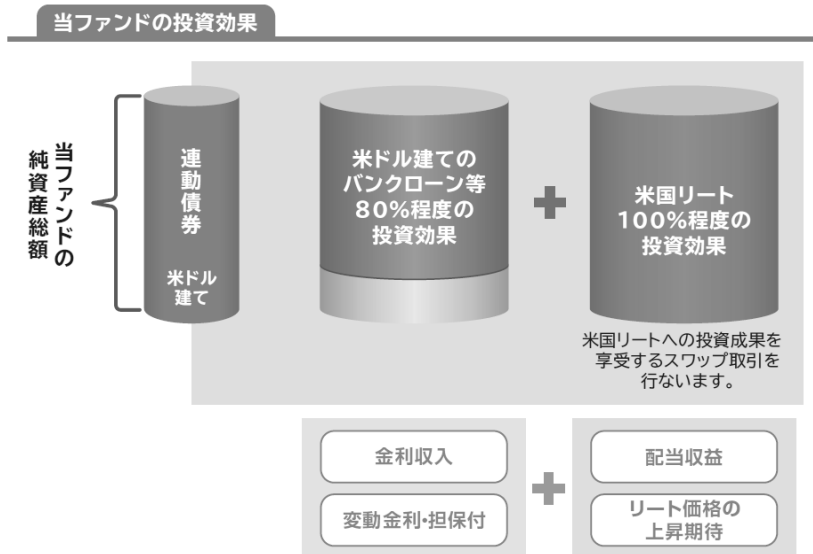 当ファンドの投資効果
当ファンドの
純資産総額
連動債券
米ドル
建て
米ドル建ての
バンクローン等
80%程度の
投資効果
+
米国リート
100%程度の
投資効果
米国リートへの投資成果を
享受するスワップ取引を
行ないます。
金利収入
変動金利・担保付
+
配当収益
リート価格の
上昇期待